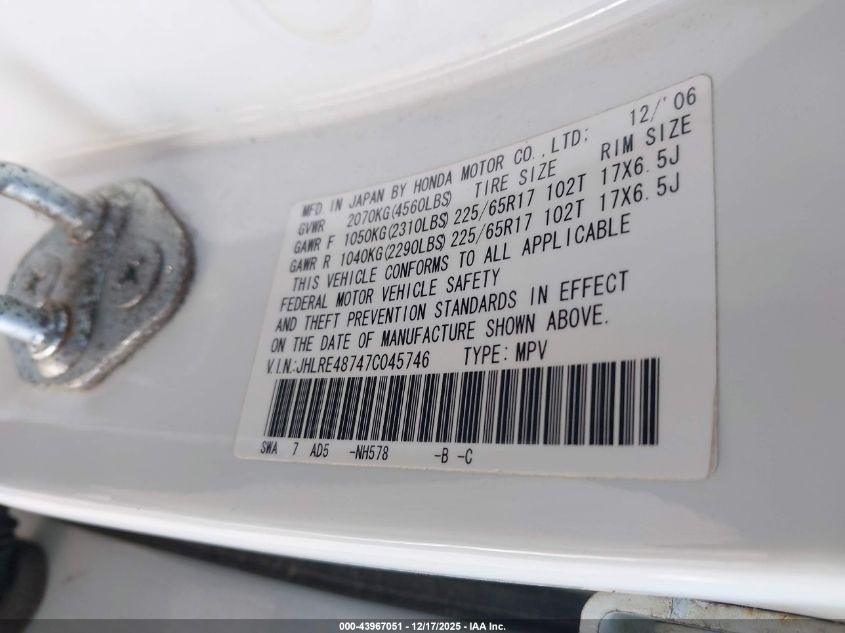 MFD. IN JAPAN BY HONDA MOTOR CO.,LTD: 12/'06
GVWR 2070KG(4560LBS) TIRE SIZE RIM SIZE
GAWR F 1050KG(2310LBS) 225/65R17 102T 17X6.5J
GAWR R 1040KG(2290LBS) 225/65R17 102T 17X6.5J
THIS VEHICLE CONFORMS TO ALL APPLICABLE
FEDERAL MOTOR VEHICLE SAFETY
AND THEFT PREVENTION STANDARDS IN EFFECT
ON THE DATE OF MANUFACTURE SHOWN ABOVE.
V.I.N.:JHLRE48747C045746 TYPE: MPV
SWA 7 AD5 -NH578 -B -C
000-43967051 - 12/17/2025 - IAA Inc.